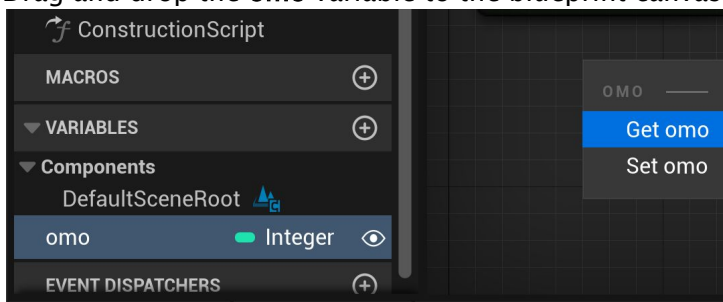 Drag and drop the omo variable to the blueprint canvas
ConstructionScript
MACROS
VARIABLES
Components
DefaultSceneRoot
omo Integer
EVENT DISPATCHERS
OMO
Get omo
Set omo